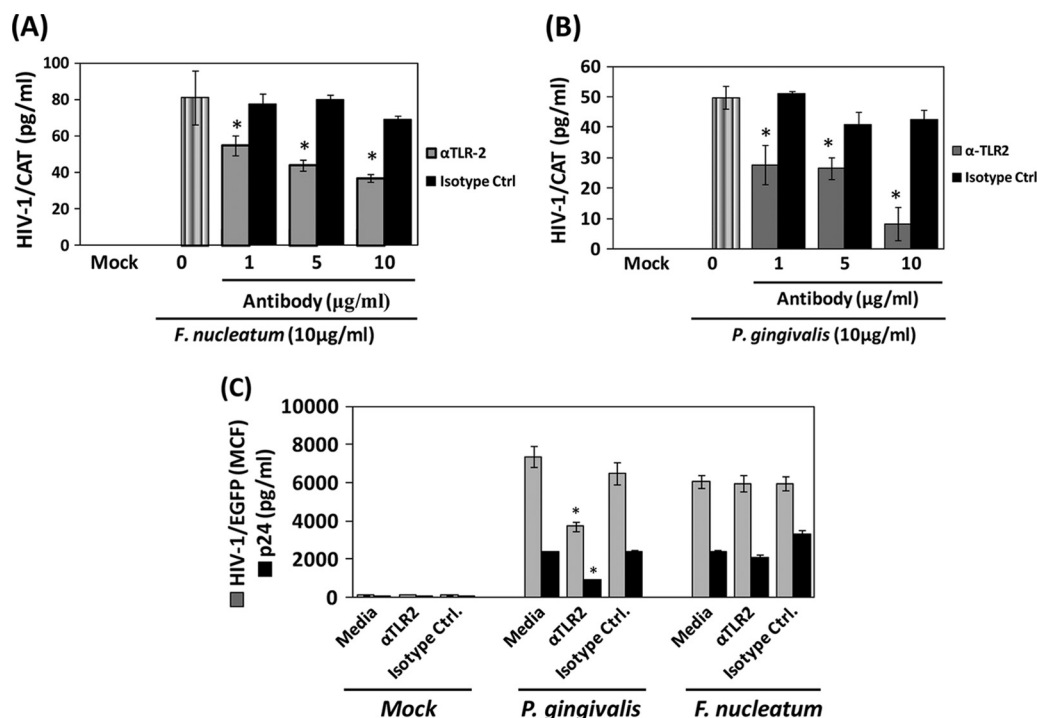 (A)
100
80
60
40
20
0
HIV-1/CAT (pg/ml)
* * *
αTLR-2
Isotype Ctrl
Mock 0 1 5 10
Antibody (µg/ml)
F. nucleatum (10µg/ml)
(B)
60
50
40
30
20
10
0
HIV-1/CAT (pg/ml)
* * *
α-TLR2
Isotype Ctrl
Mock 0 1 5 10
Antibody (µg/ml)
P. gingivalis (10µg/ml)
(C)
HIV-1/EGFP (MCF)
p24 (pg/ml)
10000
8000
6000
4000
2000
0
* *
Media αTLR2 Isotype Ctrl. Media αTLR2 Isotype Ctrl. Media αTLR2 Isotype Ctrl.
Mock P. gingivalis F. nucleatum